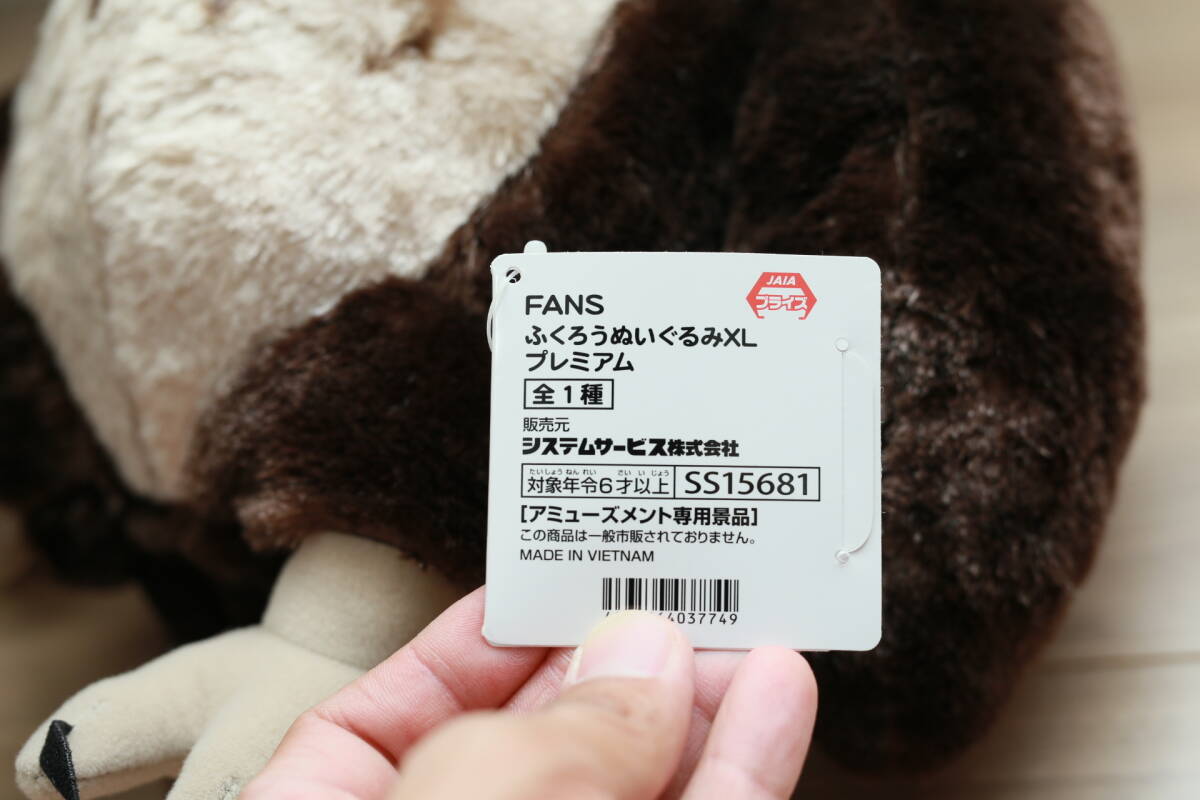 JAIA
プライズ
FANS
ふくろうぬいぐるみXL
プレミアム
全1種
販売元
システムサービス株式会社
たいしょうねんれい さいいじょう
対象年令6才以上 SS15681
[アミューズメント専用景品]
この商品は一般市販されておりません。
MADE IN VIETNAM
4037749